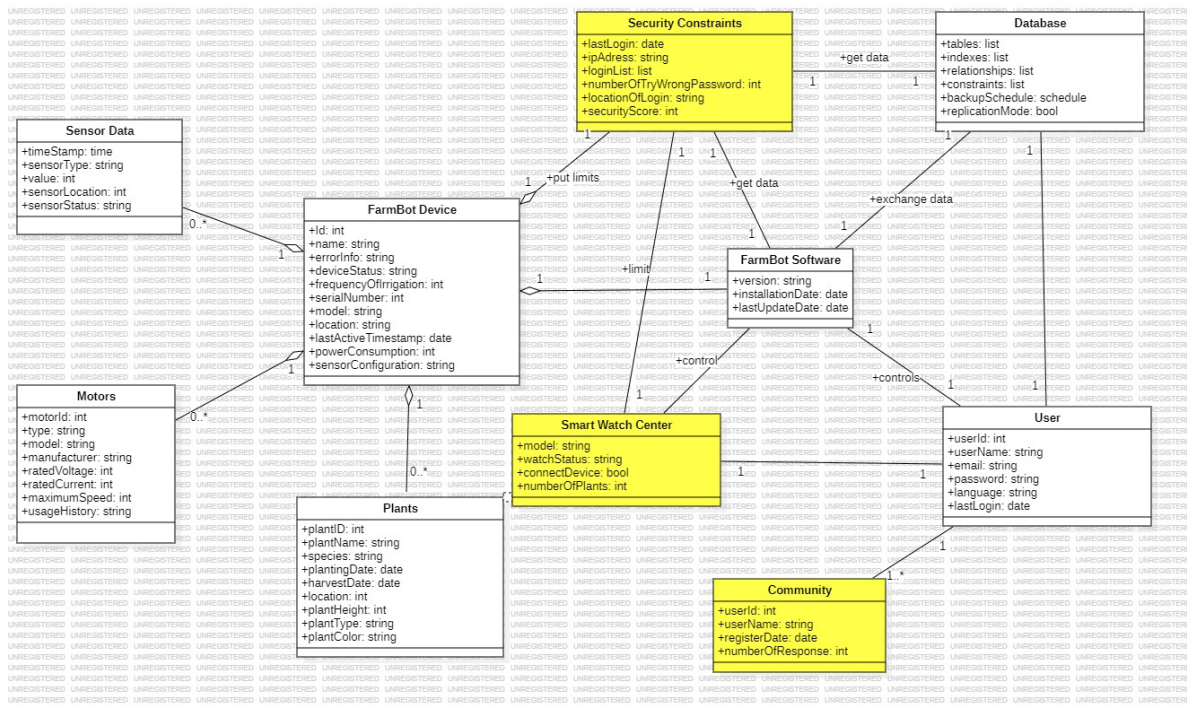 Security Constraints
+lastLogin: date
+ipAdress: string
+loginList: list
+numberOfTryWrongPassword: int
+locationOfLogin: string
+securityScore: int
Database
+tables: list
+indexes: list
+relationships: list
+constraints: list
+backupSchedule: schedule
+replicationMode: bool
+get data
1
1
Sensor Data
+timeStamp: time
+sensorType: string
+value: int
+sensorLocation: int
+sensorStatus: string
0..*
1
1
+put limits
1
1
1
+get data
1
1
+exchange data
1
1
FarmBot Device
+Id: int
+name: string
+errorInfo: string
+deviceStatus: string
+frequencyOfIrrigation: int
+serialNumber: int
+model: string
+location: string
+lastActiveTimestamp: date
+powerConsumption: int
+sensorConfiguration: string
FarmBot Software
+version: string
+installationDate: date
+lastUpdateDate: date
+limit
1
1
1
+control
1
+controls
1
1
1
Motors
+motorId: int
+type: string
+model: string
+manufacturer: string
+ratedVoltage: int
+ratedCurrent: int
+maximumSpeed: int
+usageHistory: string
0..*
1
1
0..*
Smart Watch Center
+model: string
+watchStatus: string
+connectDevice: bool
+numberOfPlants: int
1
1
User
+userId: int
+userName: string
+email: string
+password: string
+language: string
+lastLogin: date
Plants
+plantID: int
+plantName: string
+species: string
+plantingDate: date
+harvestDate: date
+location: int
+plantHeight: int
+plantType: string
+plantColor: string
1
1..*
Community
+userId: int
+userName: string
+registerDate: date
+numberOfResponse: int
UNREGISTERED